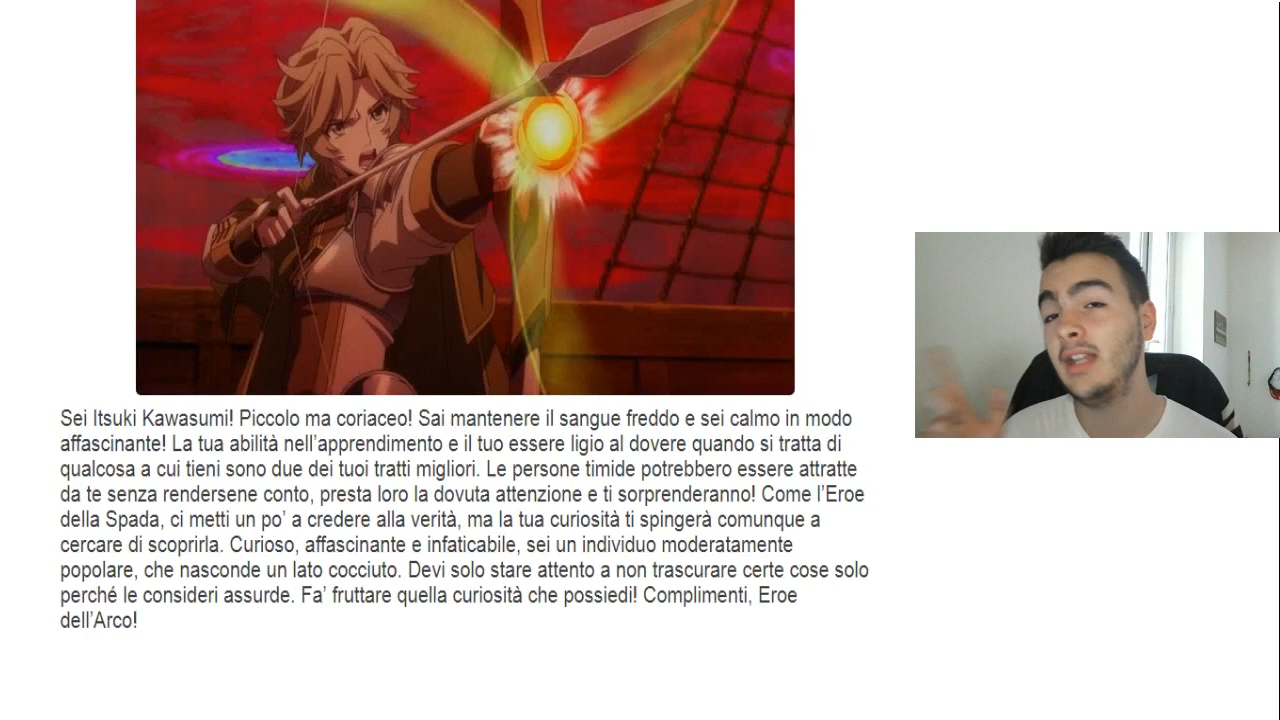 Sei Itsuki Kawasumi! Piccolo ma coriaceo! Sai mantenere il sangue freddo e sei calmo in modo
affascinante! La tua abilità nell’apprendimento e il tuo essere ligio al dovere quando si tratta di
qualcosa a cui tieni sono due dei tuoi tratti migliori. Le persone timide potrebbero essere attratte
da te senza rendersene conto, presta loro la dovuta attenzione e ti sorprenderanno! Come l’Eroe
della Spada, ci metti un po’ a credere alla verità, ma la tua curiosità ti spingerà comunque a
cercare di scoprirla. Curioso, affascinante e infaticabile, sei un individuo moderatamente
popolare, che nasconde un lato cocciuto. Devi solo stare attento a non trascurare certe cose solo
perché le consideri assurde. Fa’ fruttare quella curiosità che possiedi! Complimenti, Eroe
dell’Arco!